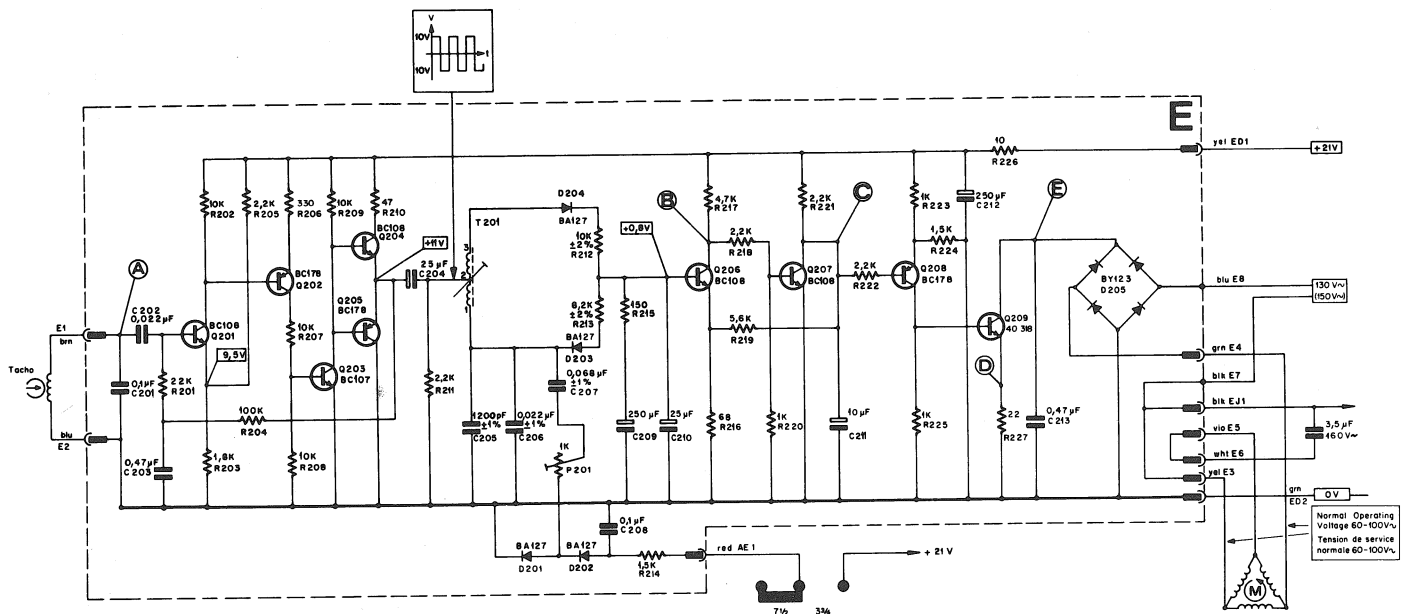 V
10V
10V
t
E
10
R226
yel ED1
+21V
10K
R202
2,2K
R205
330
R206
10K
R209
47
R210
BC108
Q204
+11V
25µF
C204
T201
3
2
1
D204
BA127
10K
±2%
R212
8,2K
±2%
R213
BA127
D203
+0,8V
150
R215
B
4,7K
R217
2,2K
R218
Q206
BC108
5,6K
R219
2,2K
R221
C
Q207
BC108
2,2K
R222
1K
R223
1,5K
R224
250µF
C212
Q208
BC178
E
Q209
40 318
D
BY123
D205
blu E8
130 V~
(150V~)
A
C202
0,022µF
E1
brn
Tacho
blu
E2
0,1µF
C201
22K
R201
BC108
Q201
9,5V
BC178
Q202
10K
R207
Q203
BC107
Q205
BC178
100K
R204
0,47µF
C203
1,8K
R203
10K
R208
2,2K
R211
1200pF
±1%
C205
0,022µF
±1%
C206
0,068µF
±1%
C207
1K
P201
250µF
C209
25µF
C210
68
R216
1K
R220
10µF
C211
1K
R225
22
R227
0,47µF
C213
grn E4
blk E7
blk EJ1
vio E5
3,5µF
160V~
wht E6
yel E3
grn
ED2
0V
0,1µF
C208
BA127
D201
BA127
D202
1,5K
R214
red AE1
+ 21 V
7½
3¾
Normal Operating
Voltage 60-100V~
Tension de service
normale 60-100V~
M